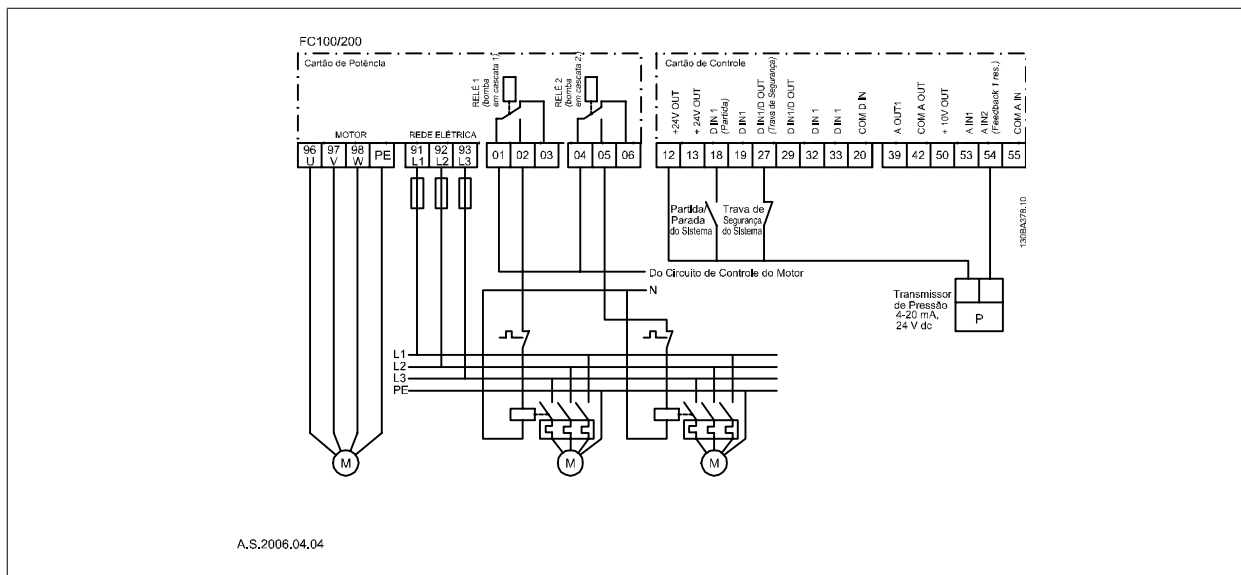 FC100/200
Cartão de Potência
Cartão de Controle
RELÉ 1
(bomba
em cascata 1)
RELÉ 2
(bomba
em cascata 2)
MOTOR
REDE ELÉTRICA
96 97 98 PE 91 92 93
U V W L1 L2 L3
01 02 03 04 05 06
+24V OUT
+ 24V OUT
D IN 1
(Partida)
D IN1
D IN1/D OUT
(Trava de Segurança)
D IN1/D OUT
D IN 1
D IN 1
COM D IN
A OUT1
COM A OUT
+ 10V OUT
A IN1
A IN2
(Feedback 1 res.)
COM A IN
12 13 18 19 27 29 32 33 20 39 42 50 53 54 55
Partida/
Parada
do Sistema
Trava de
Segurança
do Sistema
130BA378.10
Do Circuito de Controle do Motor
N
Transmissor
de Pressão
4-20 mA,
24 V dc
P
L1
L2
L3
PE
M
M
M
A.S.2006.04.04